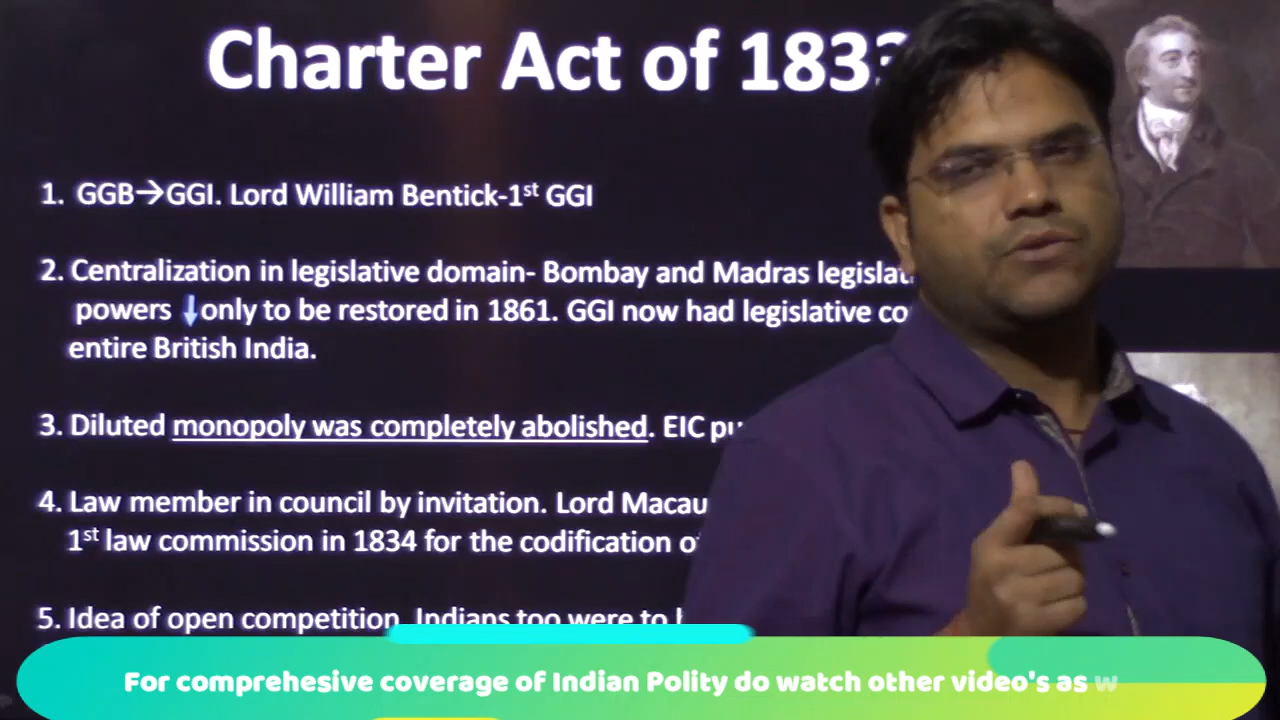 Charter Act of 1833
1. GGB→GGI. Lord William Bentick-1st GGI
2. Centralization in legislative domain- Bombay and Madras
powers ↓only to be restored in 1861. GGI now had legislative
entire British India.
3. Diluted monopoly was completely abolished. EIC
4. Law member in council by invitation. Lord
1st law commission in 1834 for the codification
5. Idea of open competition. Indians too were to
For comprehesive coverage of Indian Polity do watch other video's as w